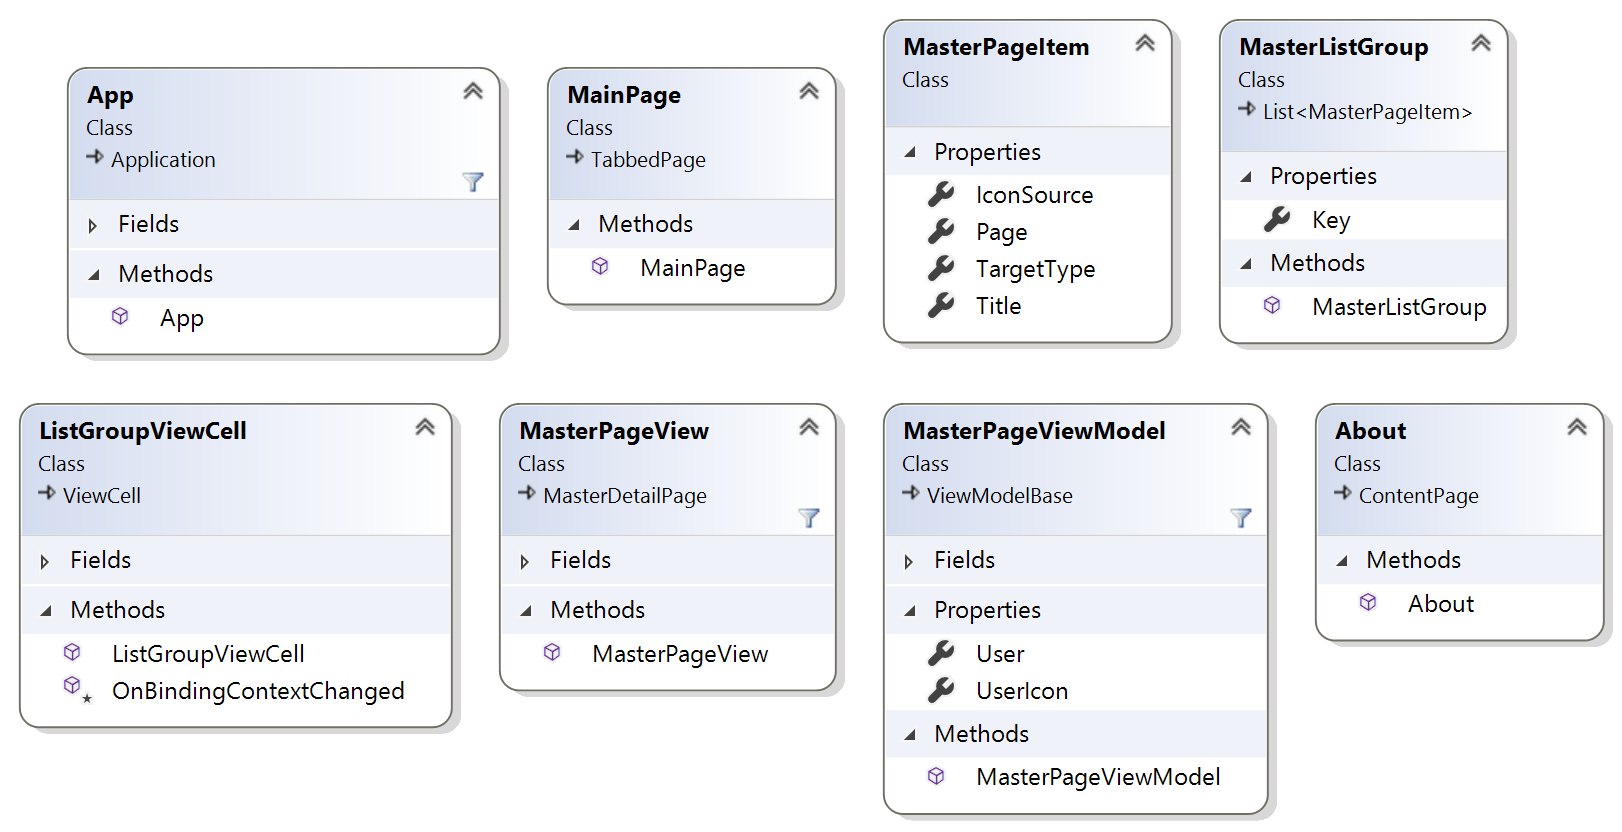 App
Class
Application
Fields
Methods
App
MainPage
Class
TabbedPage
Methods
MainPage
MasterPageItem
Class
Properties
IconSource
Page
TargetType
Title
MasterListGroup
Class
List<MasterPageItem>
Properties
Key
Methods
MasterListGroup
ListGroupViewCell
Class
ViewCell
Fields
Methods
ListGroupViewCell
OnBindingContextChanged
MasterPageView
Class
MasterDetailPage
Fields
Methods
MasterPageView
MasterPageViewModel
Class
ViewModelBase
Fields
Properties
User
UserIcon
Methods
MasterPageViewModel
About
Class
ContentPage
Methods
About